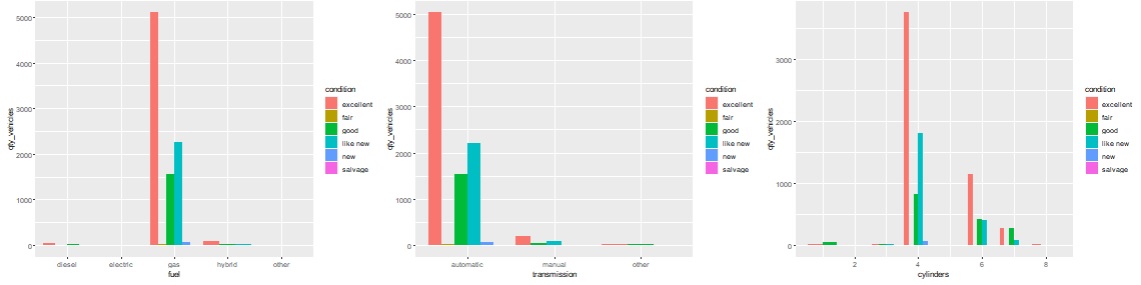 qty_vehicles
5000
4000
3000
2000
1000
0
diesel
electric
gas
hybrid
other
fuel
condition
excellent
fair
good
like new
new
salvage
qty_vehicles
5000
4000
3000
2000
1000
0
automatic
manual
other
transmission
condition
excellent
fair
good
like new
new
salvage
qty_vehicles
3000
2000
1000
0
2
4
6
8
cylinders
condition
excellent
fair
good
like new
new
salvage